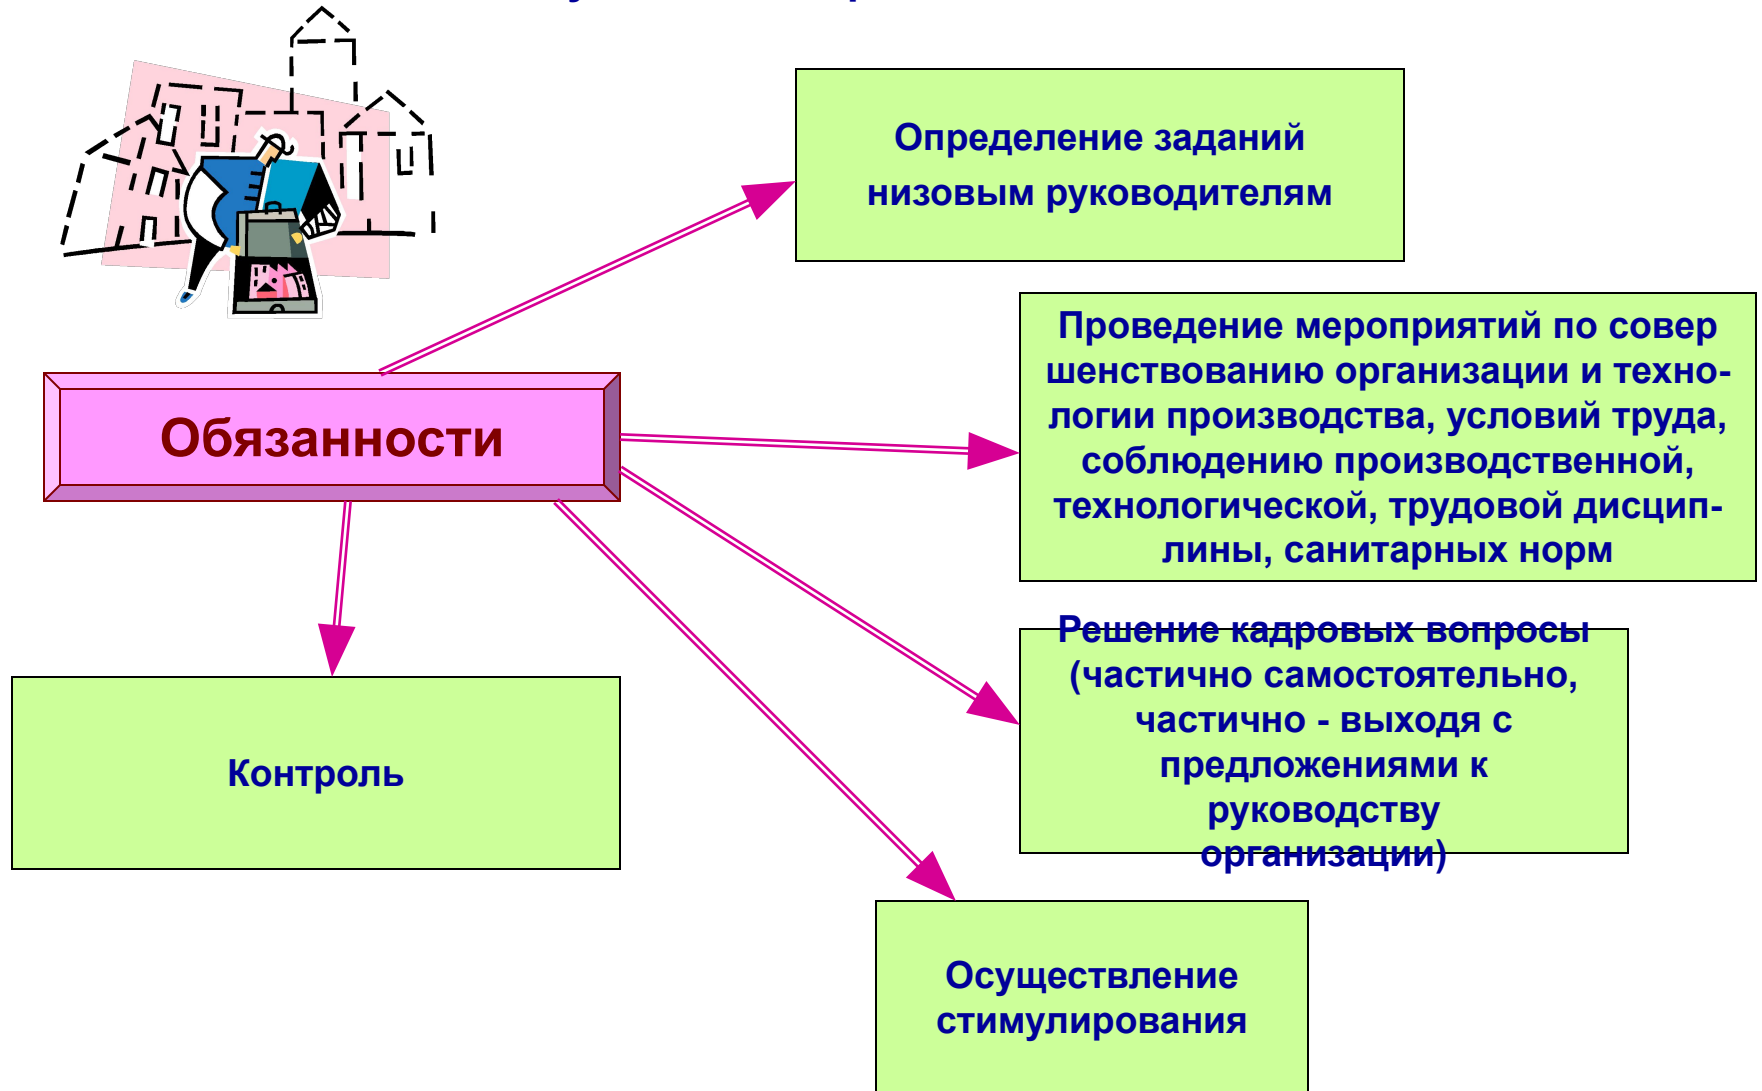 Определение заданий
низовым руководителям
Проведение мероприятий по совер
шенствованию организации и техно-
логии производства, условий труда,
соблюдению производственной,
технологической, трудовой дисцип-
лины, санитарных норм
Обязанности
Решение кадровых вопросы
(частично самостоятельно,
частично - выходя с
предложениями к
руководству
организации)
Контроль
Осуществление
стимулирования